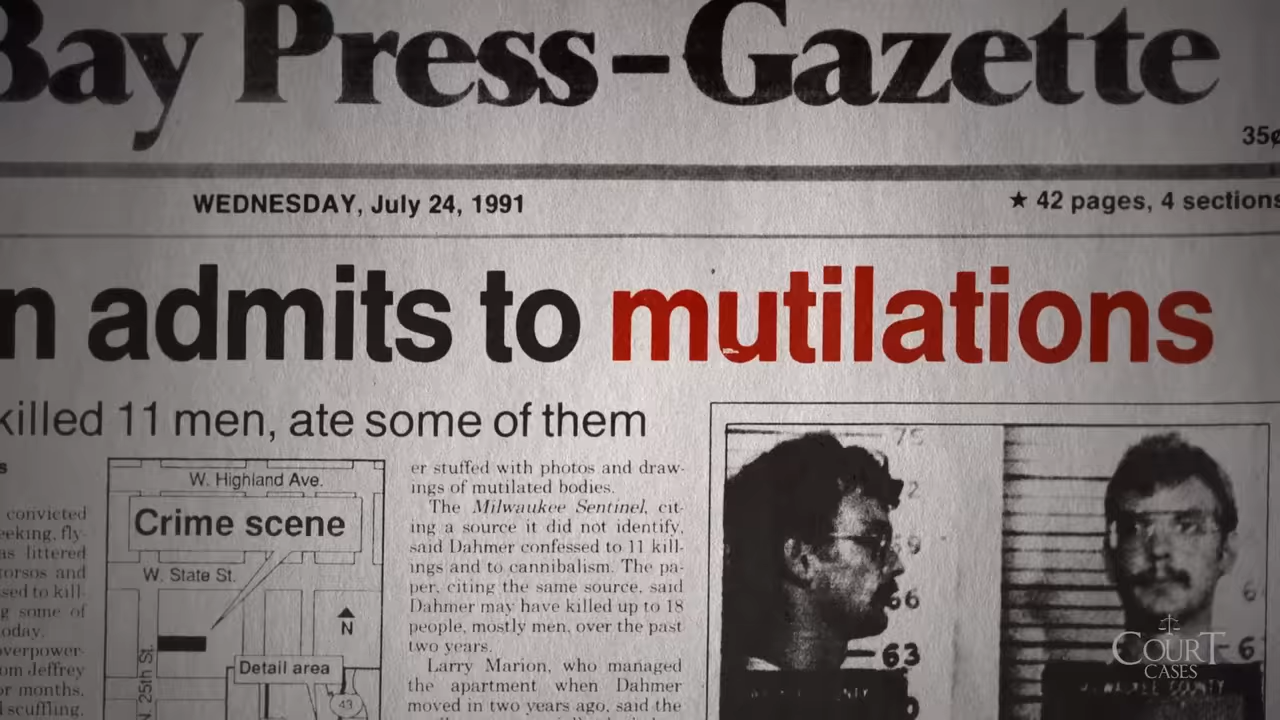 Bay Press-Gazette
35¢
WEDNESDAY, July 24, 1991
★ 42 pages, 4 sections
n admits to mutilations
killed 11 men, ate some of them
s
convicted
eeking, fly-
as littered
torsos and
sed to kill-
g some of
oday.
overpower-
om Jeffrey
or months.
scuffling.
W. Highland Ave.
Crime scene
W. State St.
N
N. 25th St.
Detail area
43
er stuffed with photos and draw-
ings of mutilated bodies.
The Milwaukee Sentinel, cit-
ing a source it did not identify,
said Dahmer confessed to 11 kill-
ings and to cannibalism. The pa-
per, citing the same source, said
Dahmer may have killed up to 18
people, mostly men, over the past
two years.
Larry Marion, who managed
the apartment when Dahmer
moved in two years ago, said the
75
2
69
66
63
6
6
COUNTY
COURT
CASES